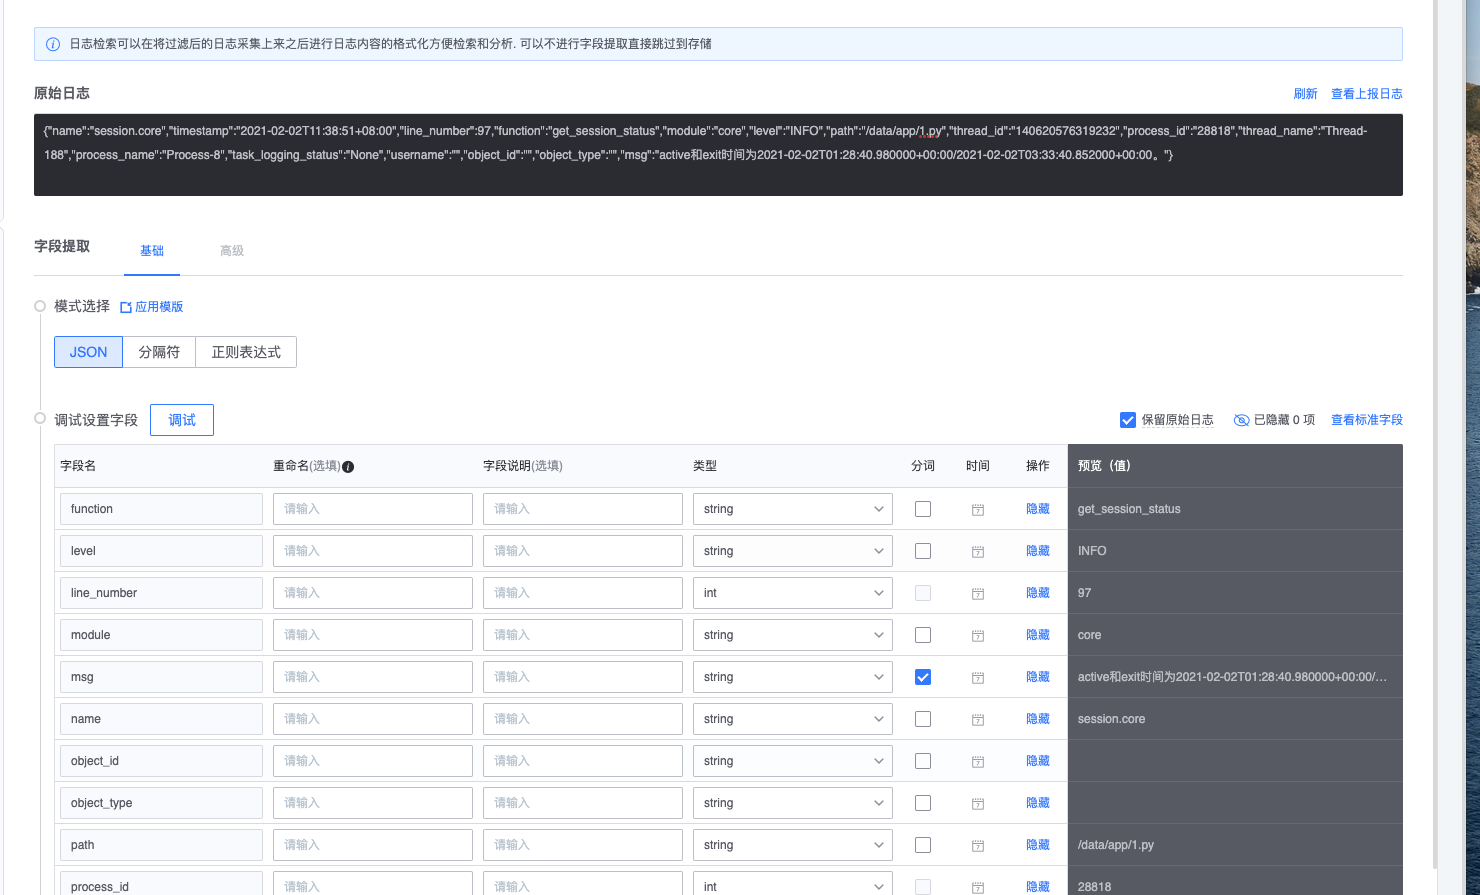 日志检索可以在将过滤后的日志采集上来之后进行日志内容的格式化方便检索和分析. 可以不进行字段提取直接跳过到存储
原始日志 刷新 查看上报日志
{"name":"session.core","timestamp":"2021-02-02T11:38:51+08:00","line_number":97,"function":"get_session_status","module":"core","level":"INFO","path":"/data/app/1.py","thread_id":"140620576319232","process_id":"28818","thread_name":"Thread-
188","process_name":"Process-8","task_logging_status":"None","username":"","object_id":"","object_type":"","msg":"active和exit时间为2021-02-02T01:28:40.980000+00:00/2021-02-02T03:33:40.852000+00:00。"}
字段提取 基础 高级
模式选择 应用模版
JSON 分隔符 正则表达式
调试设置字段 调试 保留原始日志 已隐藏 0 项 查看标准字段
字段名 重命名(选填) 字段说明(选填) 类型 分词 时间 操作 预览（值）
function 请输入 请输入 string 隐藏 get_session_status
level 请输入 请输入 string 隐藏 INFO
line_number 请输入 请输入 int 隐藏 97
module 请输入 请输入 string 隐藏 core
msg 请输入 请输入 string 隐藏 active和exit时间为2021-02-02T01:28:40.980000+00:00/...
name 请输入 请输入 string 隐藏 session.core
object_id 请输入 请输入 string 隐藏
object_type 请输入 请输入 string 隐藏
path 请输入 请输入 string 隐藏 /data/app/1.py
process_id 请输入 请输入 int 隐藏 28818